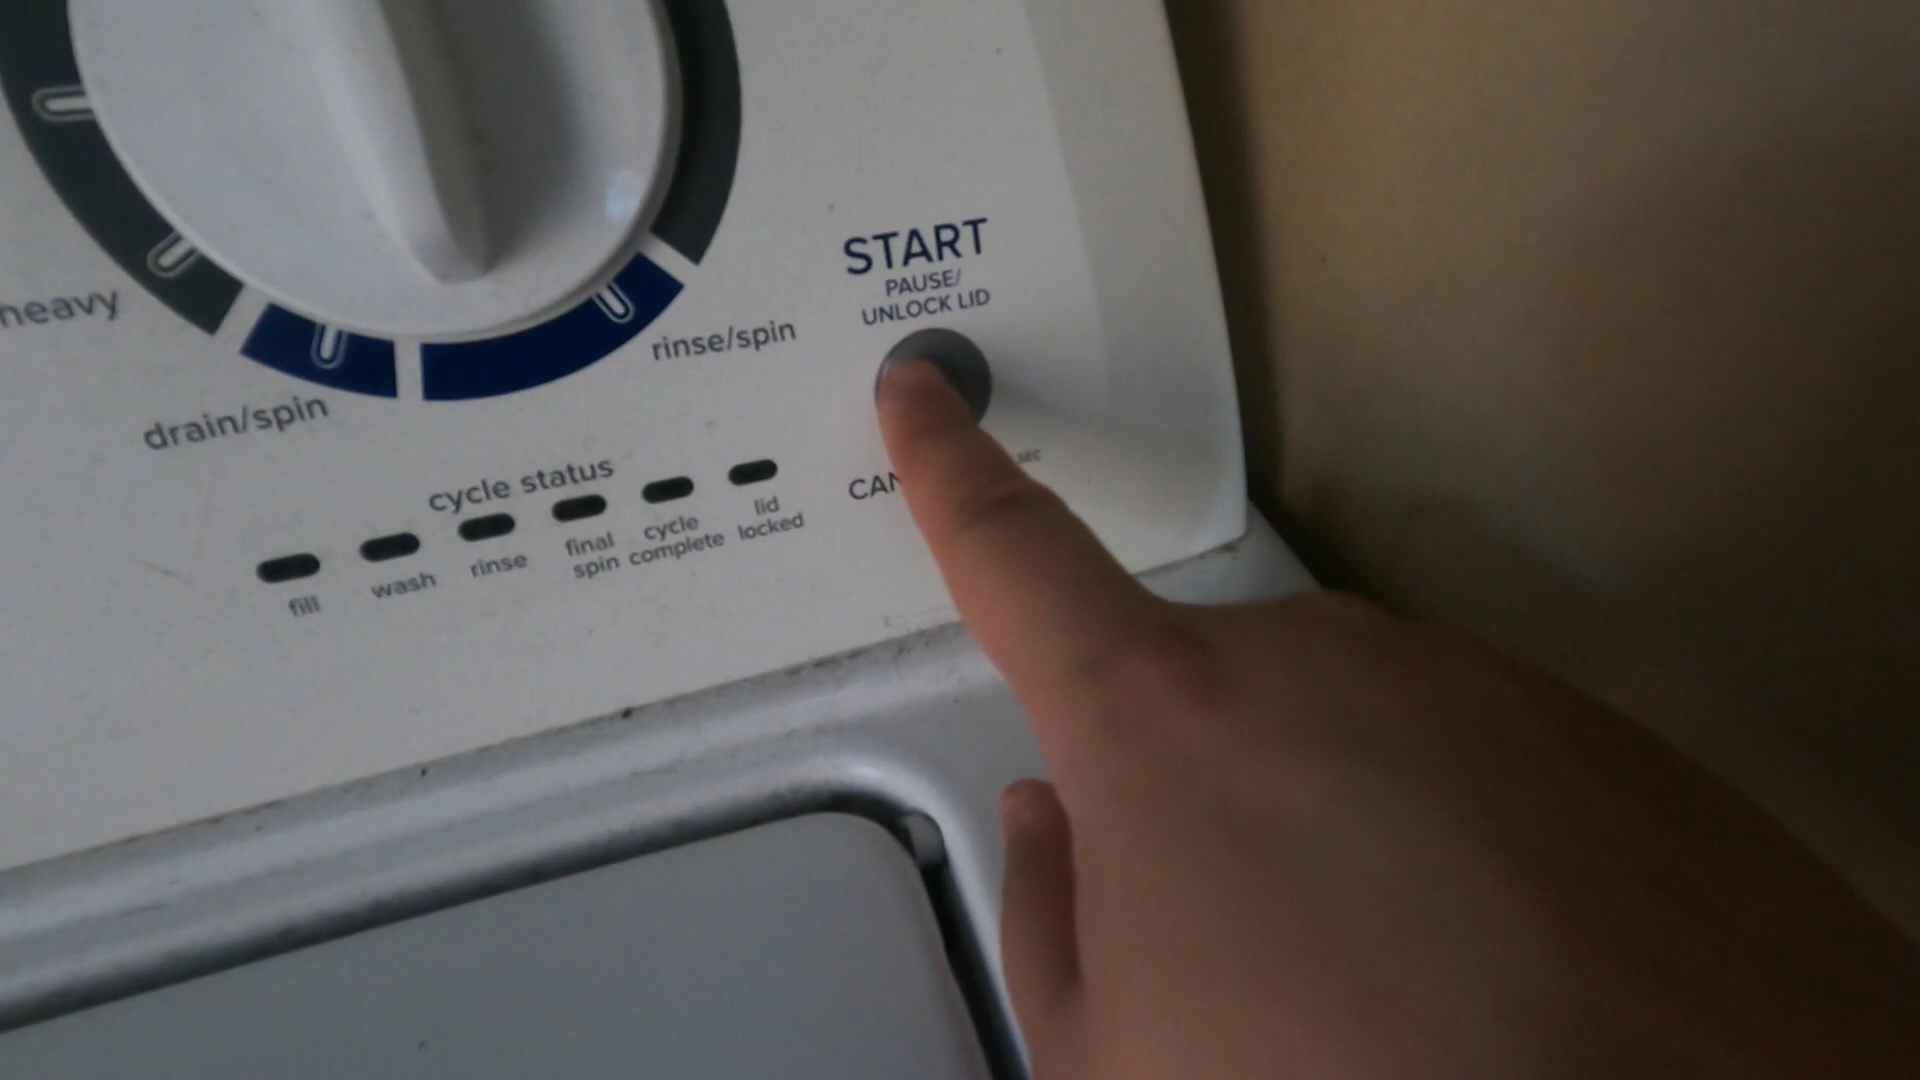 START
PAUSE/
UNLOCK LID
heavy
rinse/spin
drain/spin
cycle status
fill
wash
rinse
final
spin
cycle
complete
lid
locked
SEC